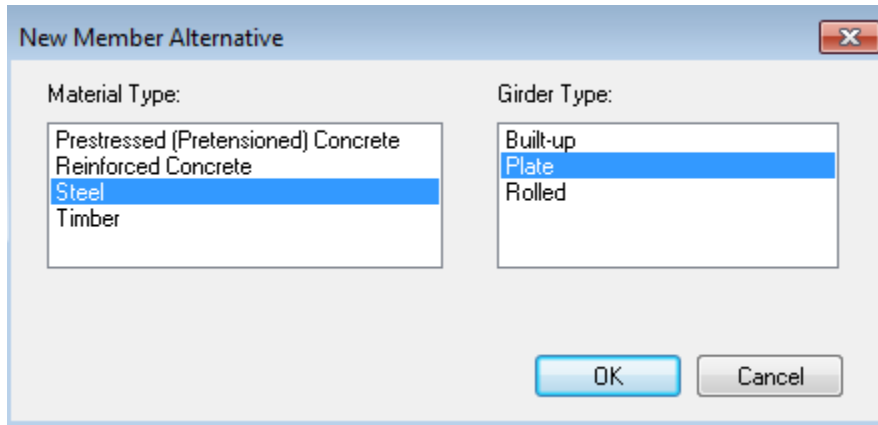 New Member Alternative
Material Type:
Prestressed (Pretensioned) Concrete
Reinforced Concrete
Steel
Timber
Girder Type:
Built-up
Plate
Rolled
OK
Cancel